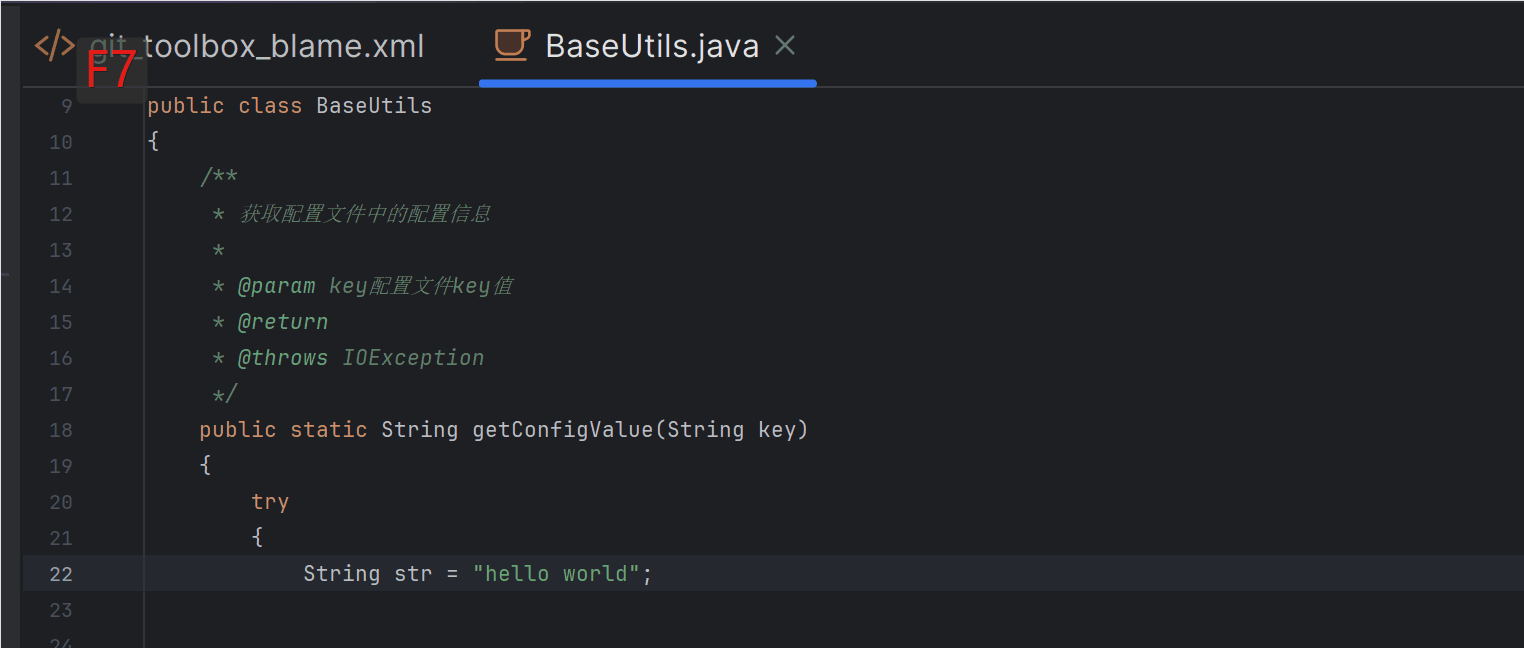 </> git_toolbox_blame.xml BaseUtils.java
F7
9 public class BaseUtils
10 {
11 /**
12 * 获取配置文件中的配置信息
13 *
14 * @param key配置文件key值
15 * @return
16 * @throws IOException
17 */
18 public static String getConfigValue(String key)
19 {
20 try
21 {
22 String str = "hello world";
23
24